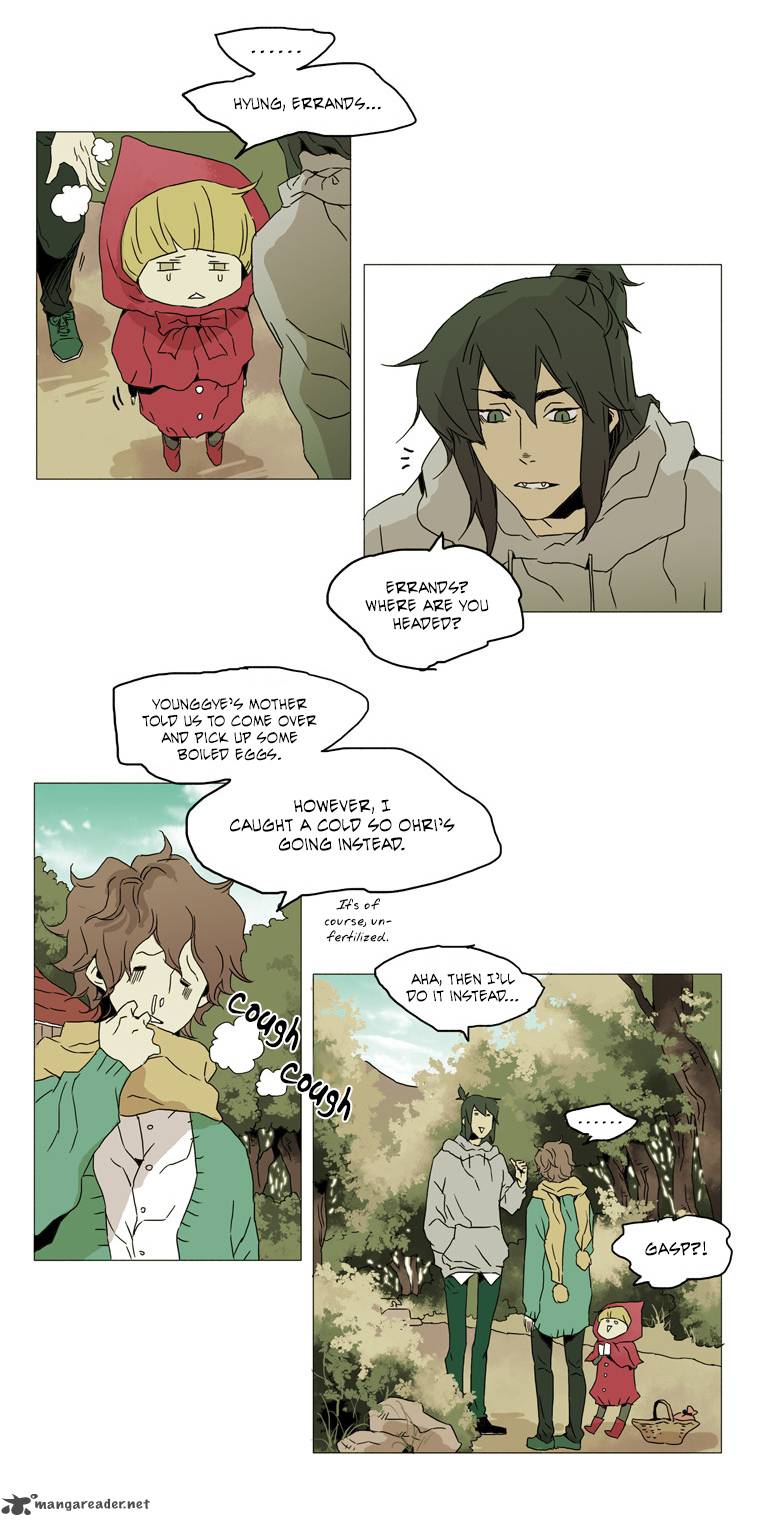 ......
HYUNG, ERRANDS...
ERRANDS?
WHERE ARE YOU
HEADED?
YOUNGGYE'S MOTHER
TOLD US TO COME OVER
AND PICK UP SOME
BOILED EGGS.
HOWEVER, I
CAUGHT A COLD SO OHRI'S
GOING INSTEAD.
It's of
course, un-
fertilized.
cough
cough
AHA, THEN I'LL
DO IT INSTEAD...
......
GASP?!
mangareader.net